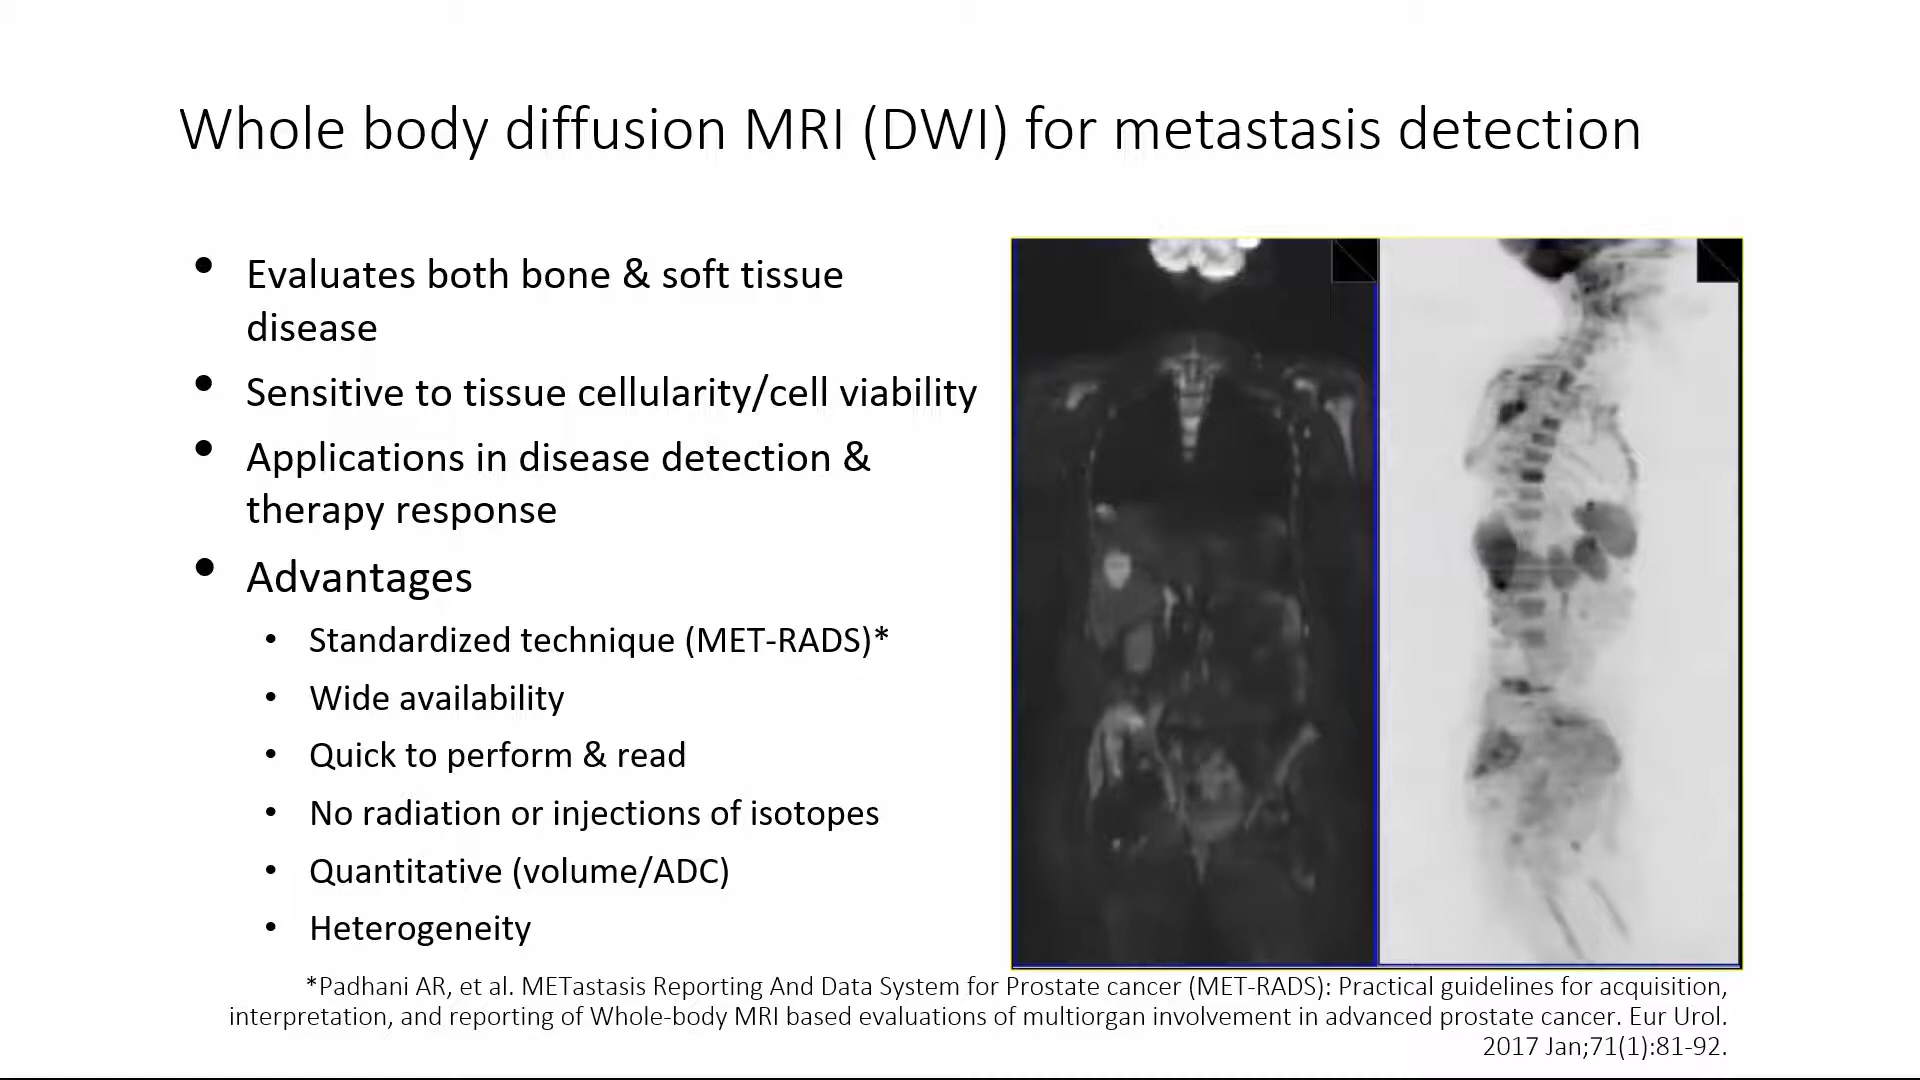 Whole body diffusion MRI (DWI) for metastasis detection
• Evaluates both bone & soft tissue
disease
• Sensitive to tissue cellularity/cell viability
• Applications in disease detection &
therapy response
• Advantages
• Standardized technique (MET-RADS)*
• Wide availability
• Quick to perform & read
• No radiation or injections of isotopes
• Quantitative (volume/ADC)
• Heterogeneity
*Padhani AR, et al. METastasis Reporting And Data System for Prostate cancer (MET-RADS): Practical guidelines for acquisition,
interpretation, and reporting of Whole-body MRI based evaluations of multiorgan involvement in advanced prostate cancer. Eur Urol.
2017 Jan;71(1):81-92.